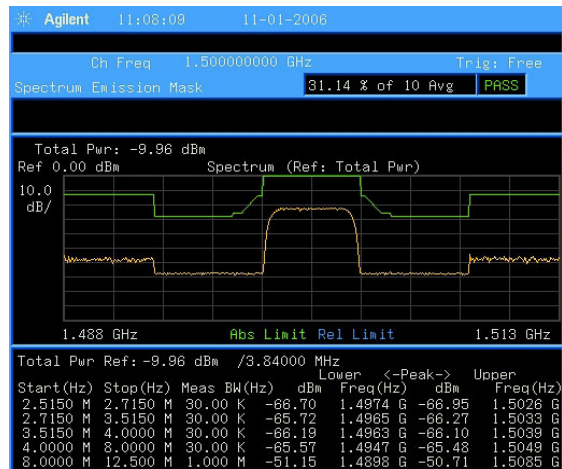 Agilent 11:08:09 11-01-2006
Ch Freq 1.500000000 GHz Trig: Free
Spectrum Emission Mask 31.14 % of 10 Avg PASS
Total Pwr: -9.96 dBm
Ref 0.00 dBm Spectrum (Ref: Total Pwr)
10.0
dB/
1.488 GHz Abs Limit Rel Limit 1.513 GHz
Total Pwr Ref: -9.96 dBm /3.84000 MHz
Lower <-Peak-> Upper
Start(Hz) Stop(Hz) Meas BW(Hz) dBm Freq(Hz) dBm Freq(Hz)
2.5150 M 2.7150 M 30.00 K -66.70 1.4974 G -66.95 1.5026 G
2.7150 M 3.5150 M 30.00 K -65.72 1.4965 G -66.27 1.5033 G
3.5150 M 4.0000 M 30.00 K -66.19 1.4963 G -66.10 1.5039 G
4.0000 M 8.0000 M 30.00 K -65.57 1.4947 G -65.48 1.5049 G
8.0000 M 12.500 M 1.000 M -51.15 1.4898 G -50.71 1.5085 G